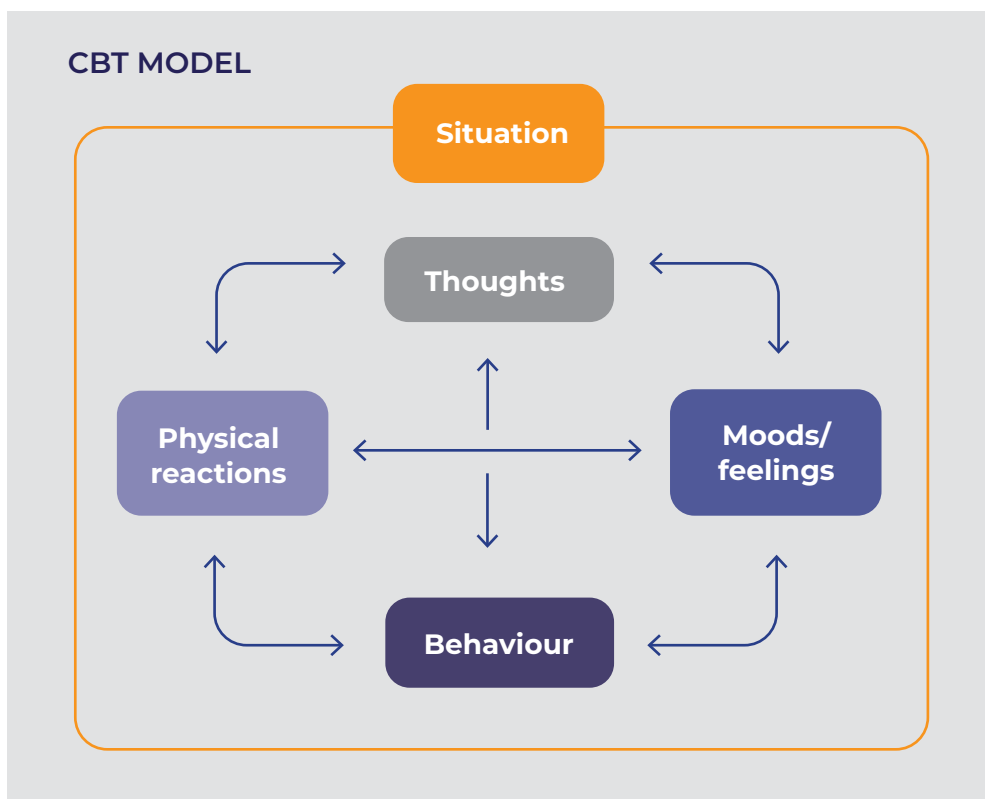 CBT MODEL
Situation
Thoughts
Physical
reactions
Moods/
feelings
Behaviour